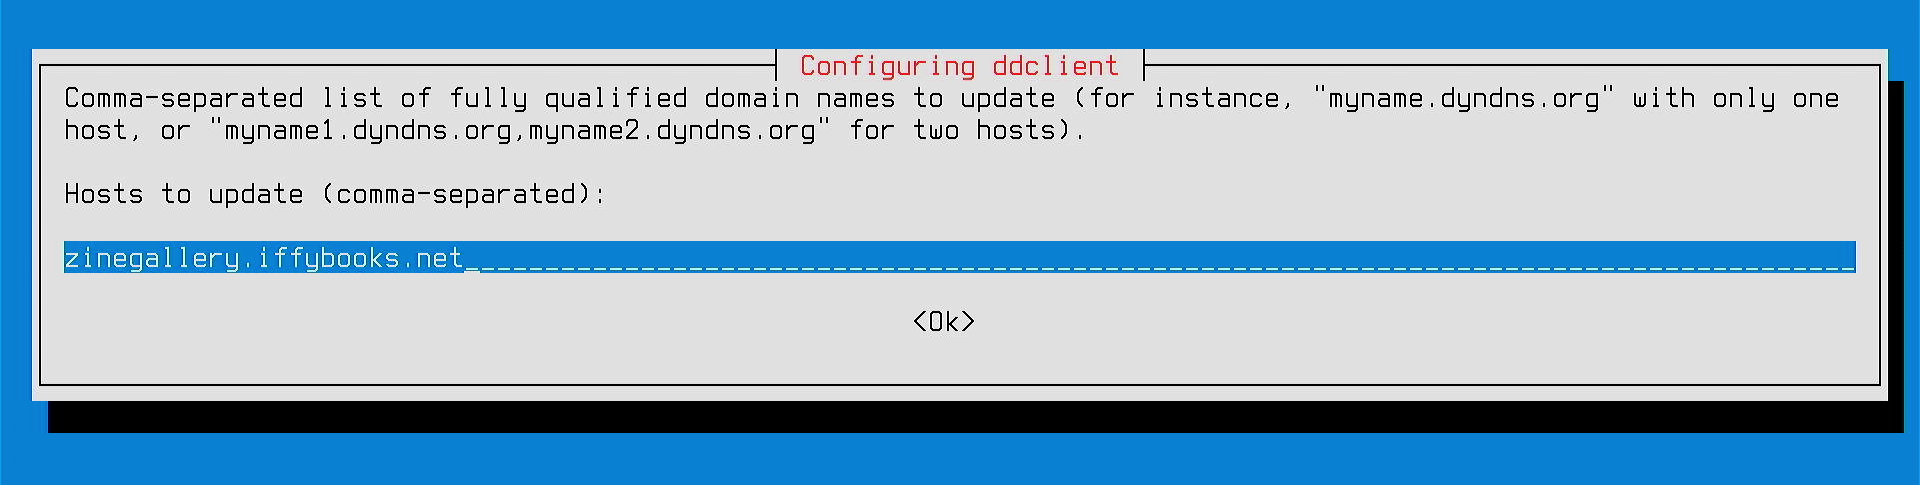 Configuring ddclient
Comma-separated list of fully qualified domain names to update (for instance, "myname.dyndns.org" with only one
host, or "myname1.dyndns.org,myname2.dyndns.org" for two hosts).
Hosts to update (comma-separated):
zinegallery.iffybooks.net
<Ok>